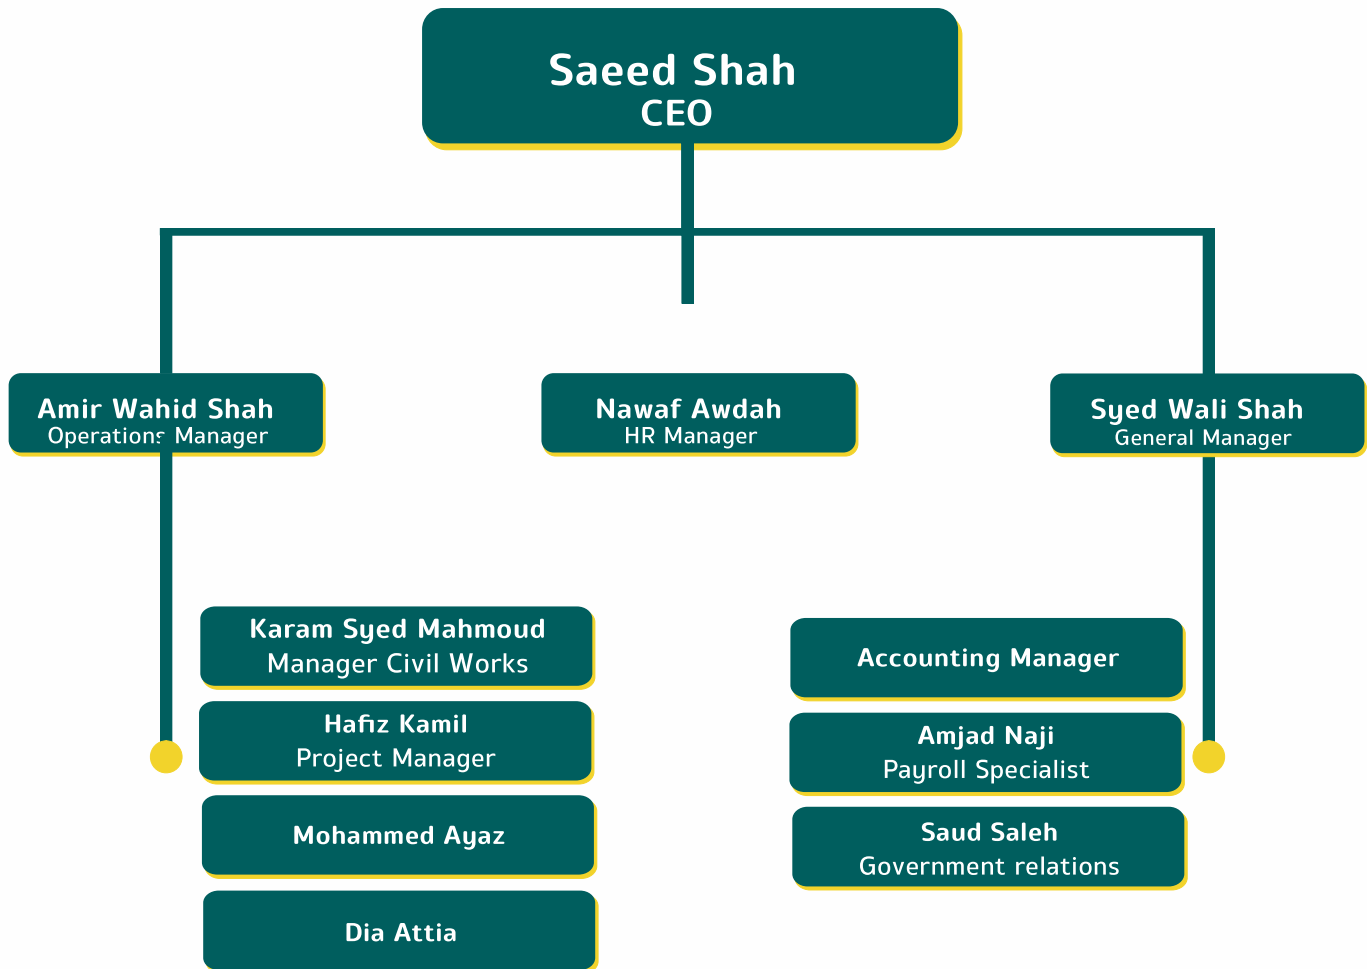 Saeed Shah
CEO
Amir Wahid Shah
Operations Manager
Nawaf Awdah
HR Manager
Syed Wali Shah
General Manager
Karam Syed Mahmoud
Manager Civil Works
Hafiz Kamil
Project Manager
Mohammed Ayaz
Dia Attia
Accounting Manager
Amjad Naji
Payroll Specialist
Saud Saleh
Government relations